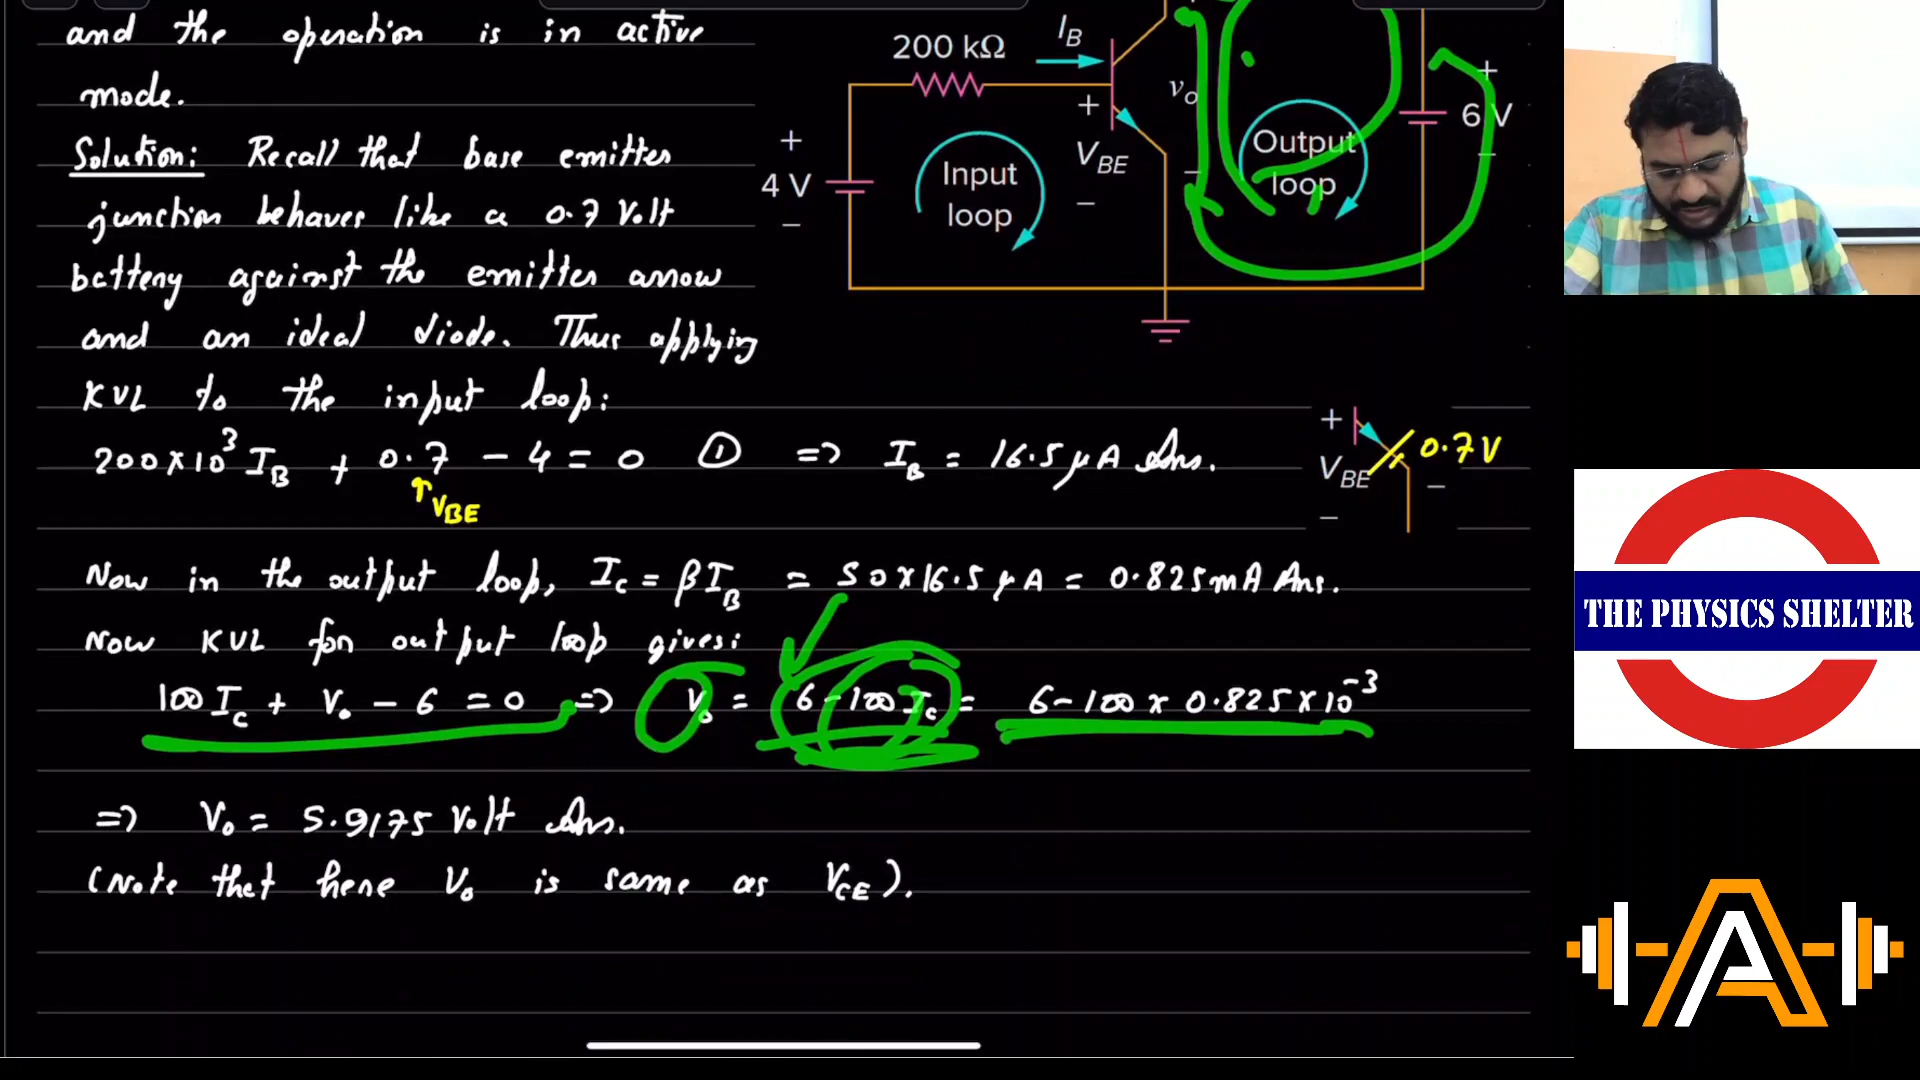 and the operation is in active
mode.
Solution: Recall that base emitter
junction behaves like a 0.7 Volt
battery against the emitter arrow
and an ideal diode. Thus applying
KVL to the input loop:
200×10³ I_B + 0.7 - 4 = 0 ① => I_B = 16.5 μA Ans.
↑ V_BE
Now in the output loop, I_C = βI_B = 50×16.5 μA = 0.825 mA Ans.
Now KVL for output loop gives:
100 I_C + V_o - 6 = 0 => V_o = 6-100 I_C = 6-100 × 0.825 × 10⁻³
=> V_o = 5.9175 Volt Ans.
(Note that here V_o is same as V_CE).
200 kΩ
I_B
+
4 V
-
Input
loop
+
V_BE
-
v_o
-
Output
loop
+
6 V
-
+
V_BE
-
0.7 V
-
THE PHYSICS SHELTER
A